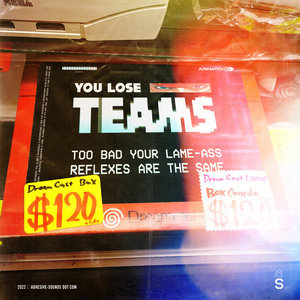 YOU LOSE
TEAMS
TOO BAD YOUR LAME-ASS
REFLEXES ARE THE SAME
Dream Cast Box
$120
Dream Cast (Used)
Box Console
$120
2022 : ADHESIVE-SOUNDS DOT COM
S